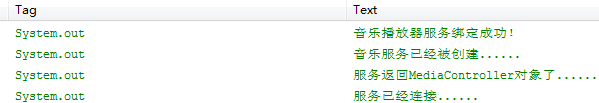 Tag Text
System.out 音乐播放器服务绑定成功!
System.out 音乐服务已经被创建......
System.out 服务返回MediaController对象了......
System.out 服务已经连接......